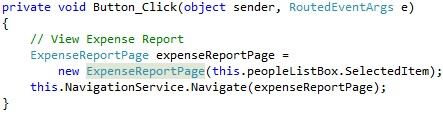 private void Button_Click(object sender, RoutedEventArgs e)
{
    // View Expense Report
    ExpenseReportPage expenseReportPage =
        new ExpenseReportPage(this.peopleListBox.SelectedItem);
    this.NavigationService.Navigate(expenseReportPage);
}